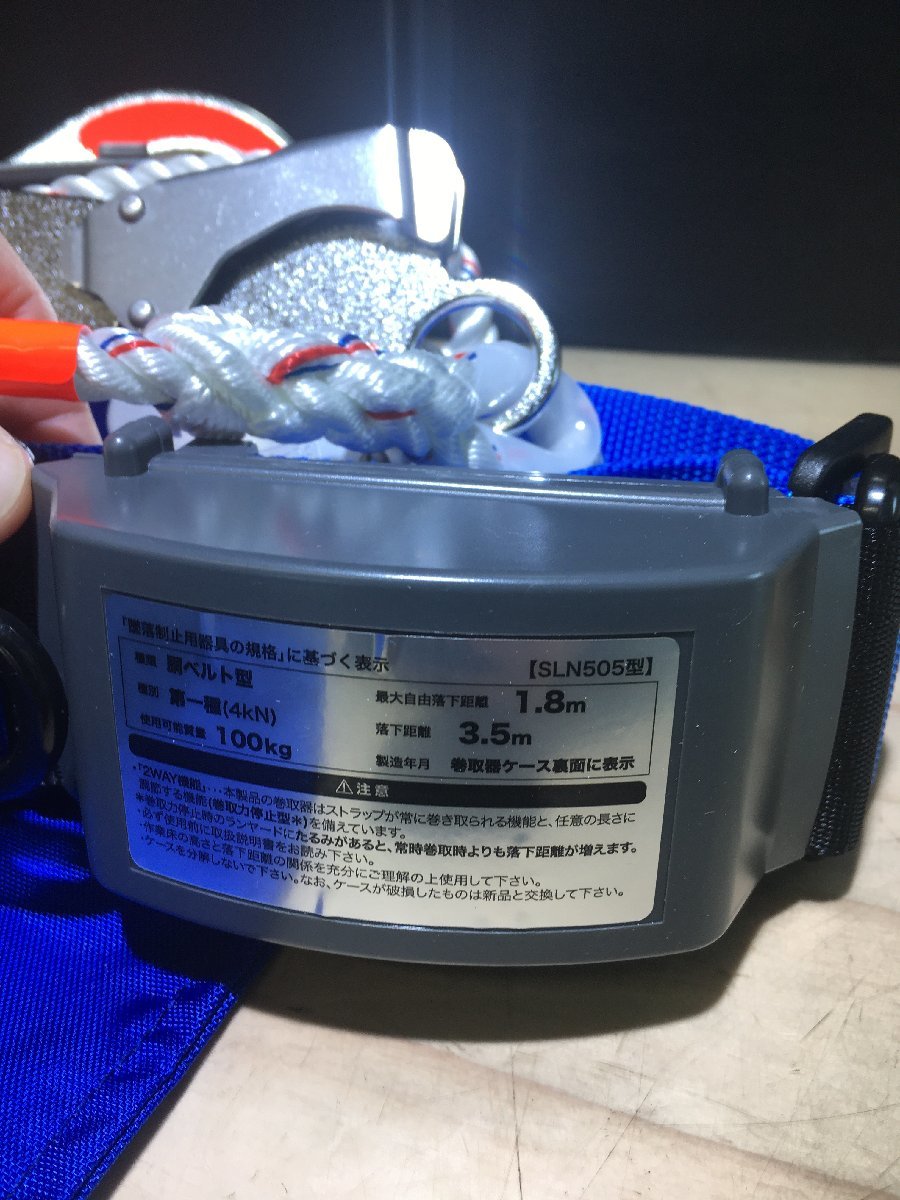 「墜落制止用器具の規格」に基づく表示
【SLN505型】
種類 胴ベルト型
種別 第一種(4kN)
使用可能質量 100kg
最大自由落下距離 1.8m
落下距離 3.5m
製造年月 巻取器ケース裏面に表示
⚠注意
・「2WAY機能」…本製品の巻取器はストラップが常に巻き取られる機能と、任意の長さに
調節する機能(巻取力停止型*)を備えています。
*巻取力停止時のランヤードにたるみがあると、常時巻取時よりも落下距離が増えます。
・必ず使用前に取扱説明書をお読み下さい。
・作業床の高さと落下距離の関係を充分にご理解の上使用して下さい。
・ケースを分解しないで下さい。なお、ケースが破損したものは新品と交換して下さい。